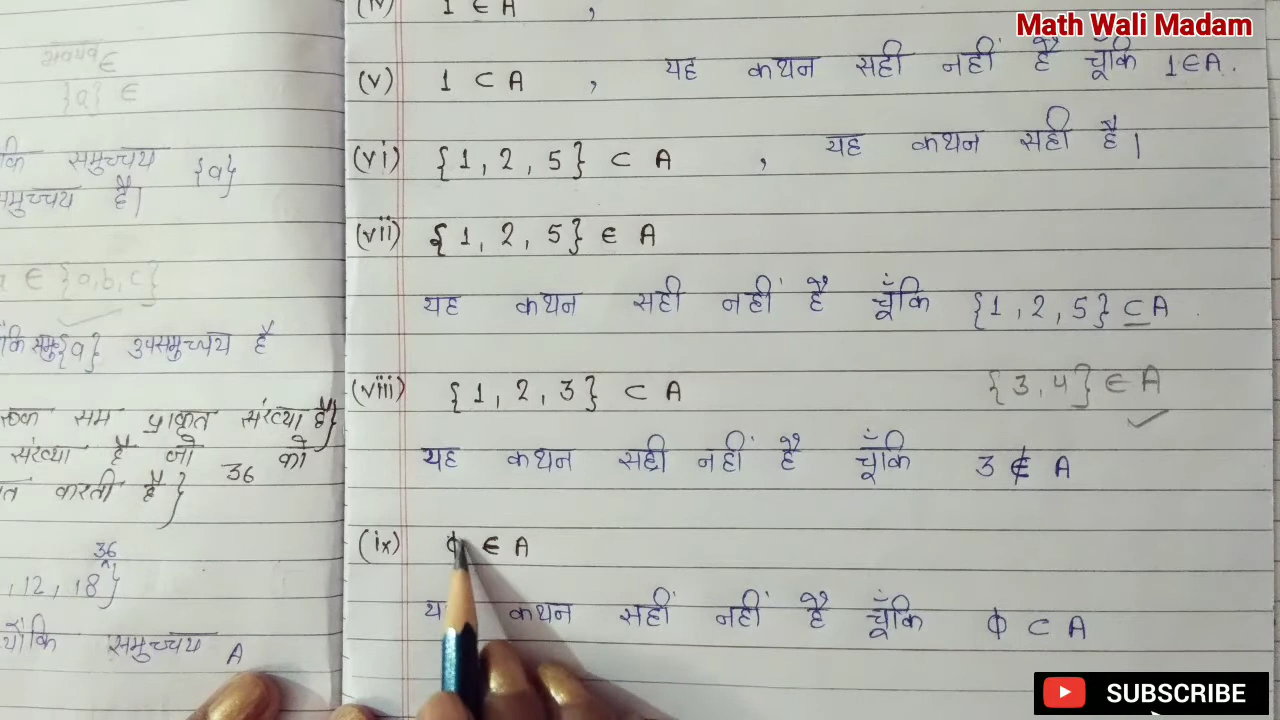 Math Wali Madam
∋
{a} ∈
कि समुच्चय {a}
समुच्चय है।
∈ {a,b,c}
{a} उपसमुच्चय है
सम प्राकृत संख्या है}
संख्या है जो 36 को
करती है }
36
, 12, 18}
समुच्चय A
(iv) 1 ∈ A ,
(v) 1 ⊂ A , यह कथन सही नहीं है चूँकि 1∈A.
(vi) {1, 2, 5} ⊂ A , यह कथन सही है।
(vii) {1, 2, 5} ∈ A
यह कथन सही नहीं है चूँकि {1, 2, 5} ⊂ A .
(viii) {1, 2, 3} ⊂ A {3, 4} ∈ A
यह कथन सही नहीं है चूँकि 3 ∉ A
(ix) ϕ ∈ A
कथन सहीं नहीं है चूँकि ϕ ⊂ A
SUBSCRIBE